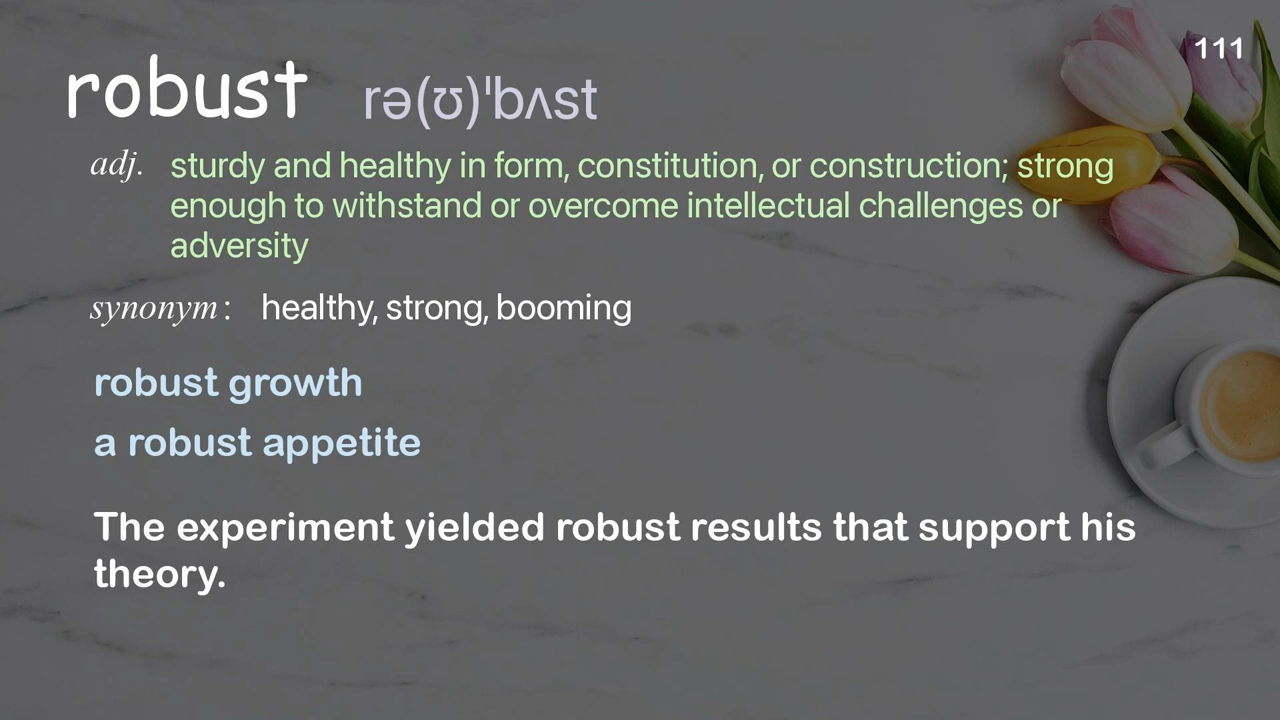 111
robust rə(ʊ)ˈbʌst
adj. sturdy and healthy in form, constitution, or construction; strong
enough to withstand or overcome intellectual challenges or
adversity
synonym: healthy, strong, booming
robust growth
a robust appetite
The experiment yielded robust results that support his
theory.